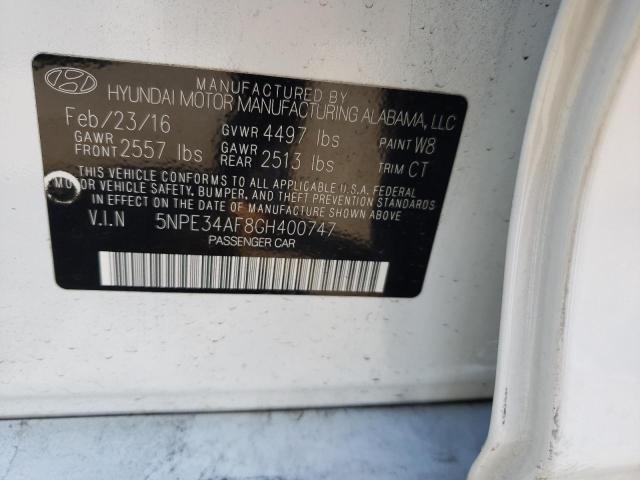 MANUFACTURED BY
HYUNDAI MOTOR MANUFACTURING ALABAMA, LLC
Feb/23/16 GVWR 4497 lbs PAINT W8
GAWR FRONT 2557 lbs GAWR REAR 2513 lbs TRIM CT
THIS VEHICLE CONFORMS TO ALL APPLICABLE U.S.A. FEDERAL
MOTOR VEHICLE SAFETY, BUMPER, AND THEFT PREVENTION STANDARDS
IN EFFECT ON THE DATE OF MANUFACTURE SHOWN ABOVE.
V.I.N 5NPE34AF8GH400747
PASSENGER CAR